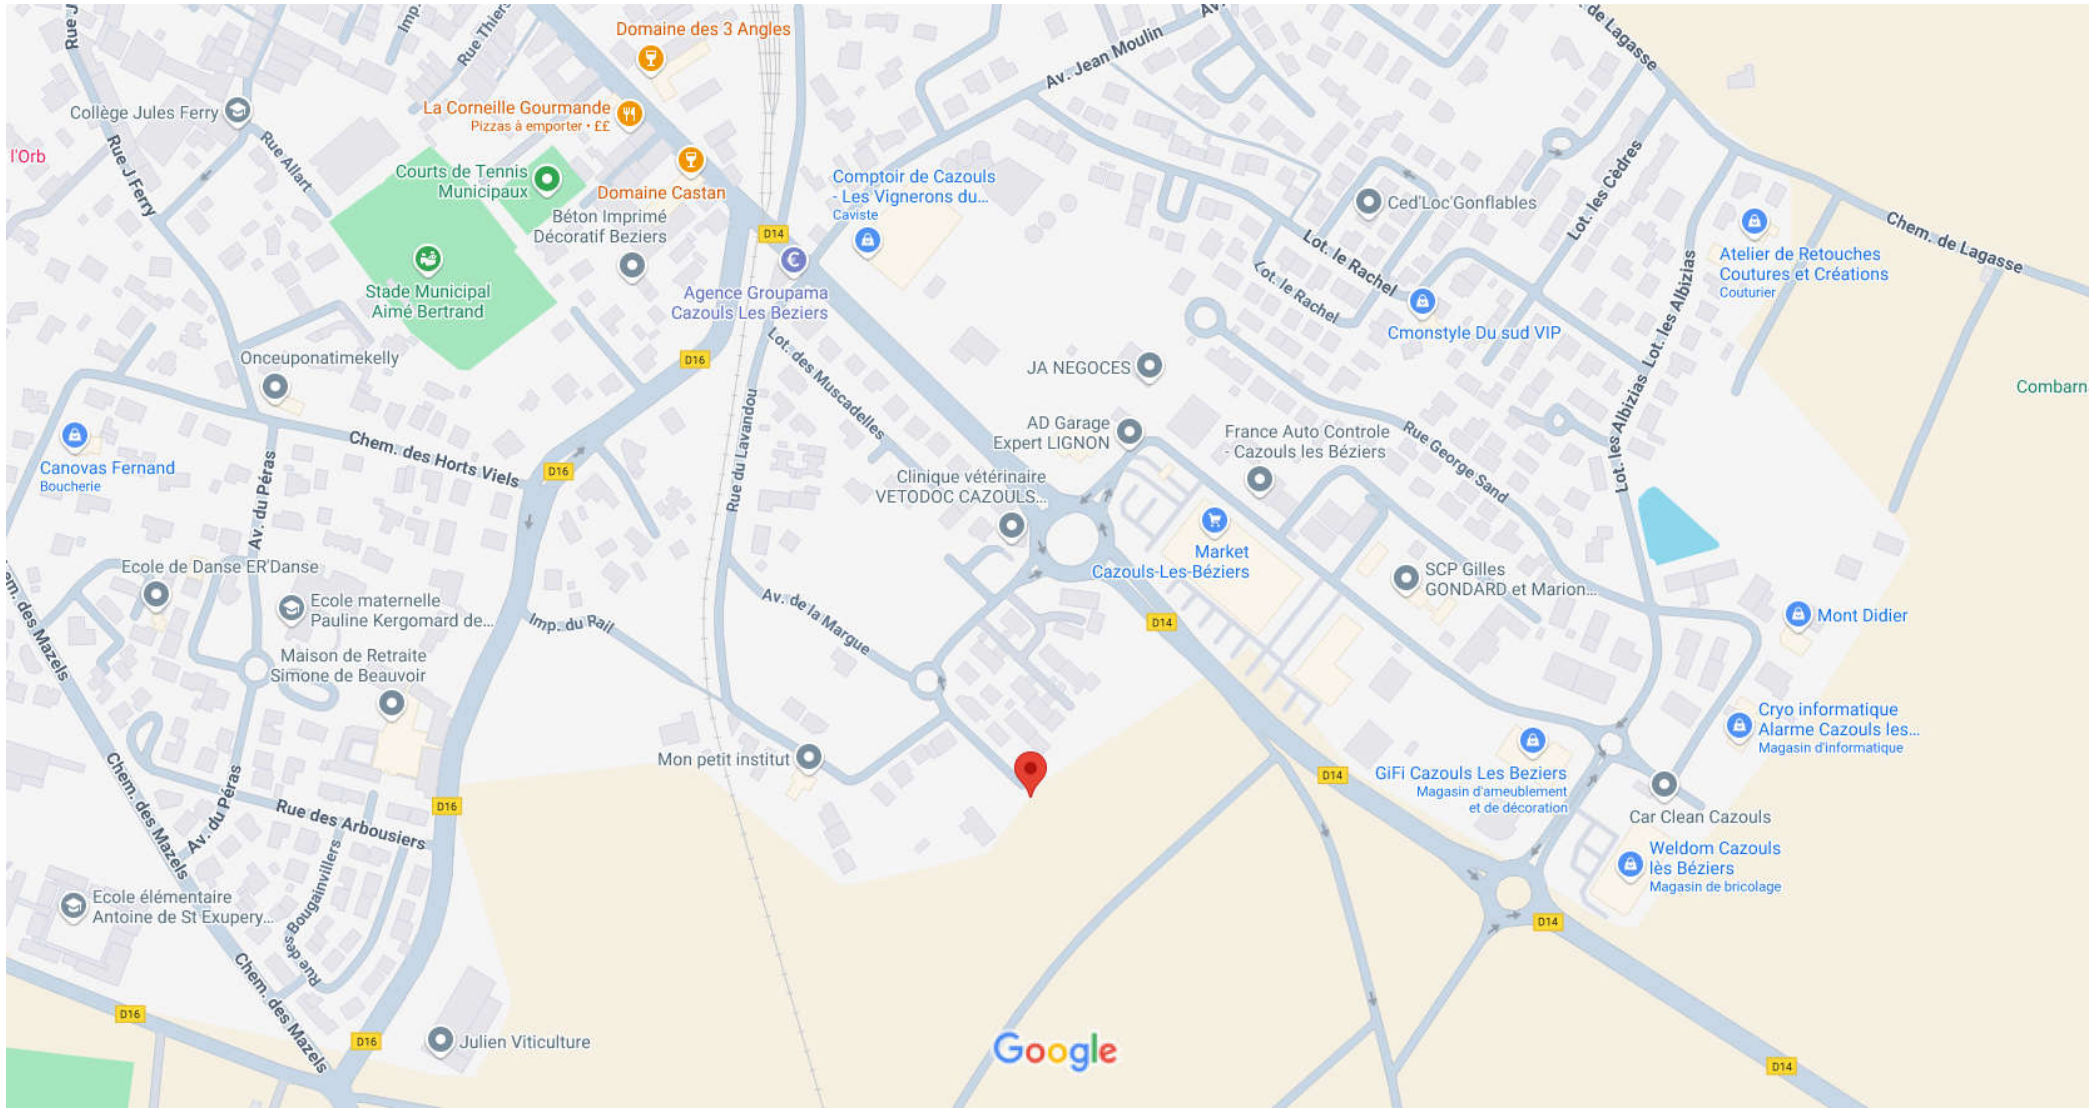 Rue J
Imp.
Rue Thiers
Domaine des 3 Angles
Av.
Av. Jean Moulin
de Lagasse
Collège Jules Ferry
La Corneille Gourmande
Pizzas à emporter • ££
l'Orb
Rue J Ferry
Rue Allart
Courts de Tennis
Municipaux
Domaine Castan
Comptoir de Cazouls
- Les Vignerons du...
Caviste
Ced'Loc'Gonflables
Lot. les Cèdres
Chem. de Lagasse
Béton Imprimé
Décoratif Beziers
D14
Stade Municipal
Aimé Bertrand
Agence Groupama
Cazouls Les Beziers
Lot. le Rachel
Lot. le Rachel
Atelier de Retouches
Coutures et Créations
Couturier
Lot. les Albizias
Lot. les Albizias
Lot. les Albizias
Cmonstyle Du sud VIP
Onceuponatimekelly
D16
Lot. des Muscadelles
JA NEGOCES
Combarn
Rue du Lavandou
AD Garage
Expert LIGNON
France Auto Controle
- Cazouls les Béziers
Rue George Sand
Canovas Fernand
Boucherie
Chem. des Horts Viels
D16
Av. du Péras
Clinique vétérinaire
VETODOC CAZOULS...
Market
Cazouls-Les-Béziers
Ecole de Danse ER'Danse
Ecole maternelle
Pauline Kergomard de...
SCP Gilles
GONDARD et Marion...
Mont Didier
Chem. des Mazels
Imp. du Rail
Av. de la Margue
D14
Maison de Retraite
Simone de Beauvoir
Mon petit institut
Cryo informatique
Alarme Cazouls les...
Magasin d'informatique
GiFi Cazouls Les Beziers
Magasin d'ameublement
et de décoration
D14
Chem. des Mazels
Av. du Péras
Rue des Arbousiers
D16
Car Clean Cazouls
Weldom Cazouls
lès Béziers
Magasin de bricolage
Ecole élémentaire
Antoine de St Exupery...
Rue des Bougainvilliers
D14
Chem. des Mazels
D16
D16
Julien Viticulture
Google
D14